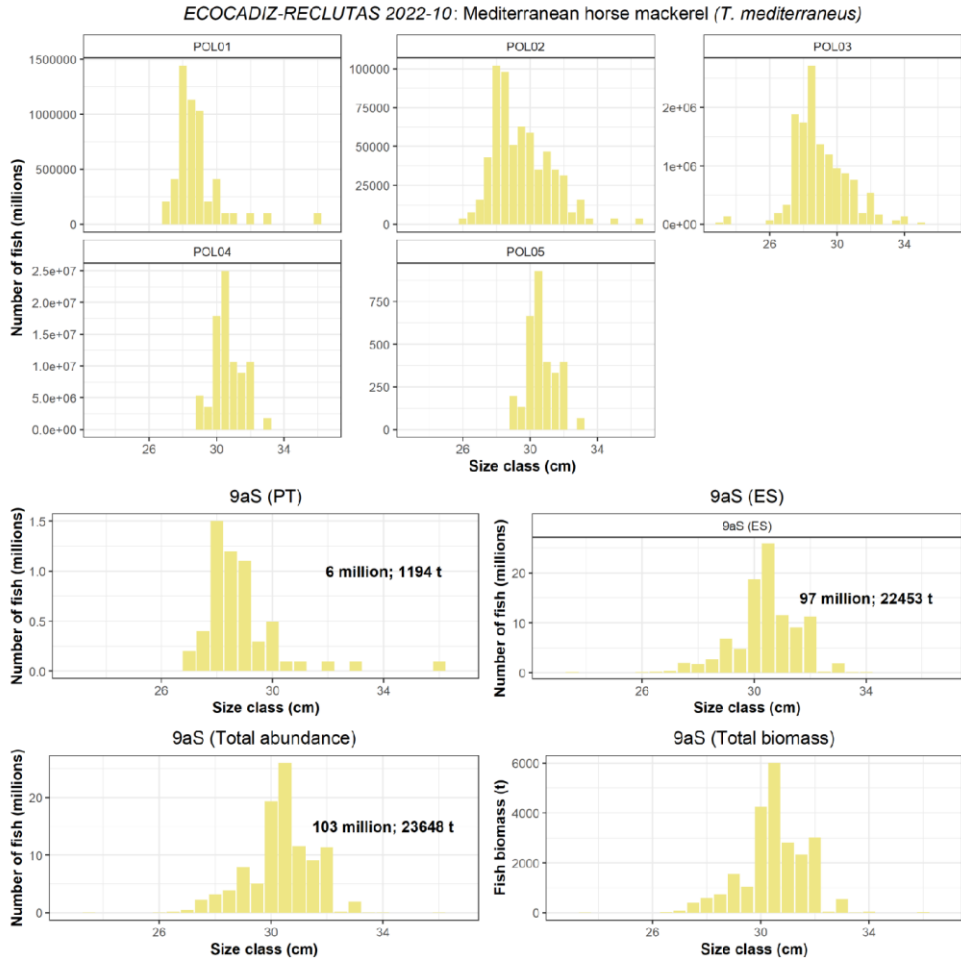 ECOCADIZ-RECLUTAS 2022-10: Mediterranean horse mackerel (T. mediterraneus)
POL01
POL02
POL03
1500000
1000000
500000
0
100000
75000
50000
25000
0
2e+06
1e+06
0e+00
26
30
34
POL04
POL05
2.5e+07
2.0e+07
1.5e+07
1.0e+07
5.0e+06
0.0e+00
750
500
250
0
26
30
34
26
30
34
Number of fish (millions)
Size class (cm)
9aS (PT)
9aS (ES)
9aS (ES)
Number of fish (millions)
1.5
1.0
0.5
0.0
6 million; 1194 t
26
30
34
Size class (cm)
Number of fish (millions)
20
10
0
97 million; 22453 t
26
30
34
Size class (cm)
9aS (Total abundance)
9aS (Total biomass)
Number of fish (millions)
20
10
0
103 million; 23648 t
26
30
34
Size class (cm)
Fish biomass (t)
6000
4000
2000
0
26
30
34
Size class (cm)